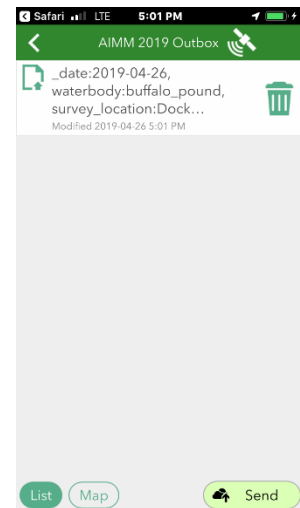 Safari LTE 5:01 PM
AIMM 2019 Outbox
_date:2019-04-26,
waterbody:buffalo_pound,
survey_location:Dock...
Modified 2019-04-26 5:01 PM
List Map Send